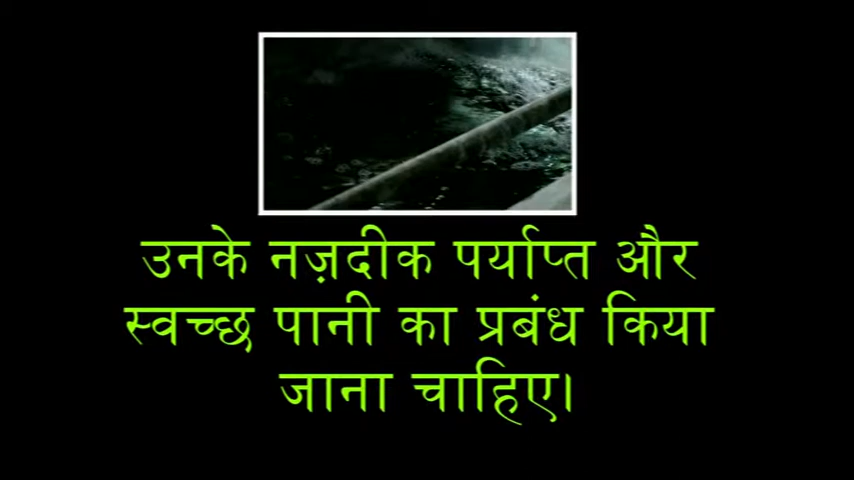 उनके नज़दीक पर्याप्त और
स्वच्छ पानी का प्रबंध किया
जाना चाहिए।